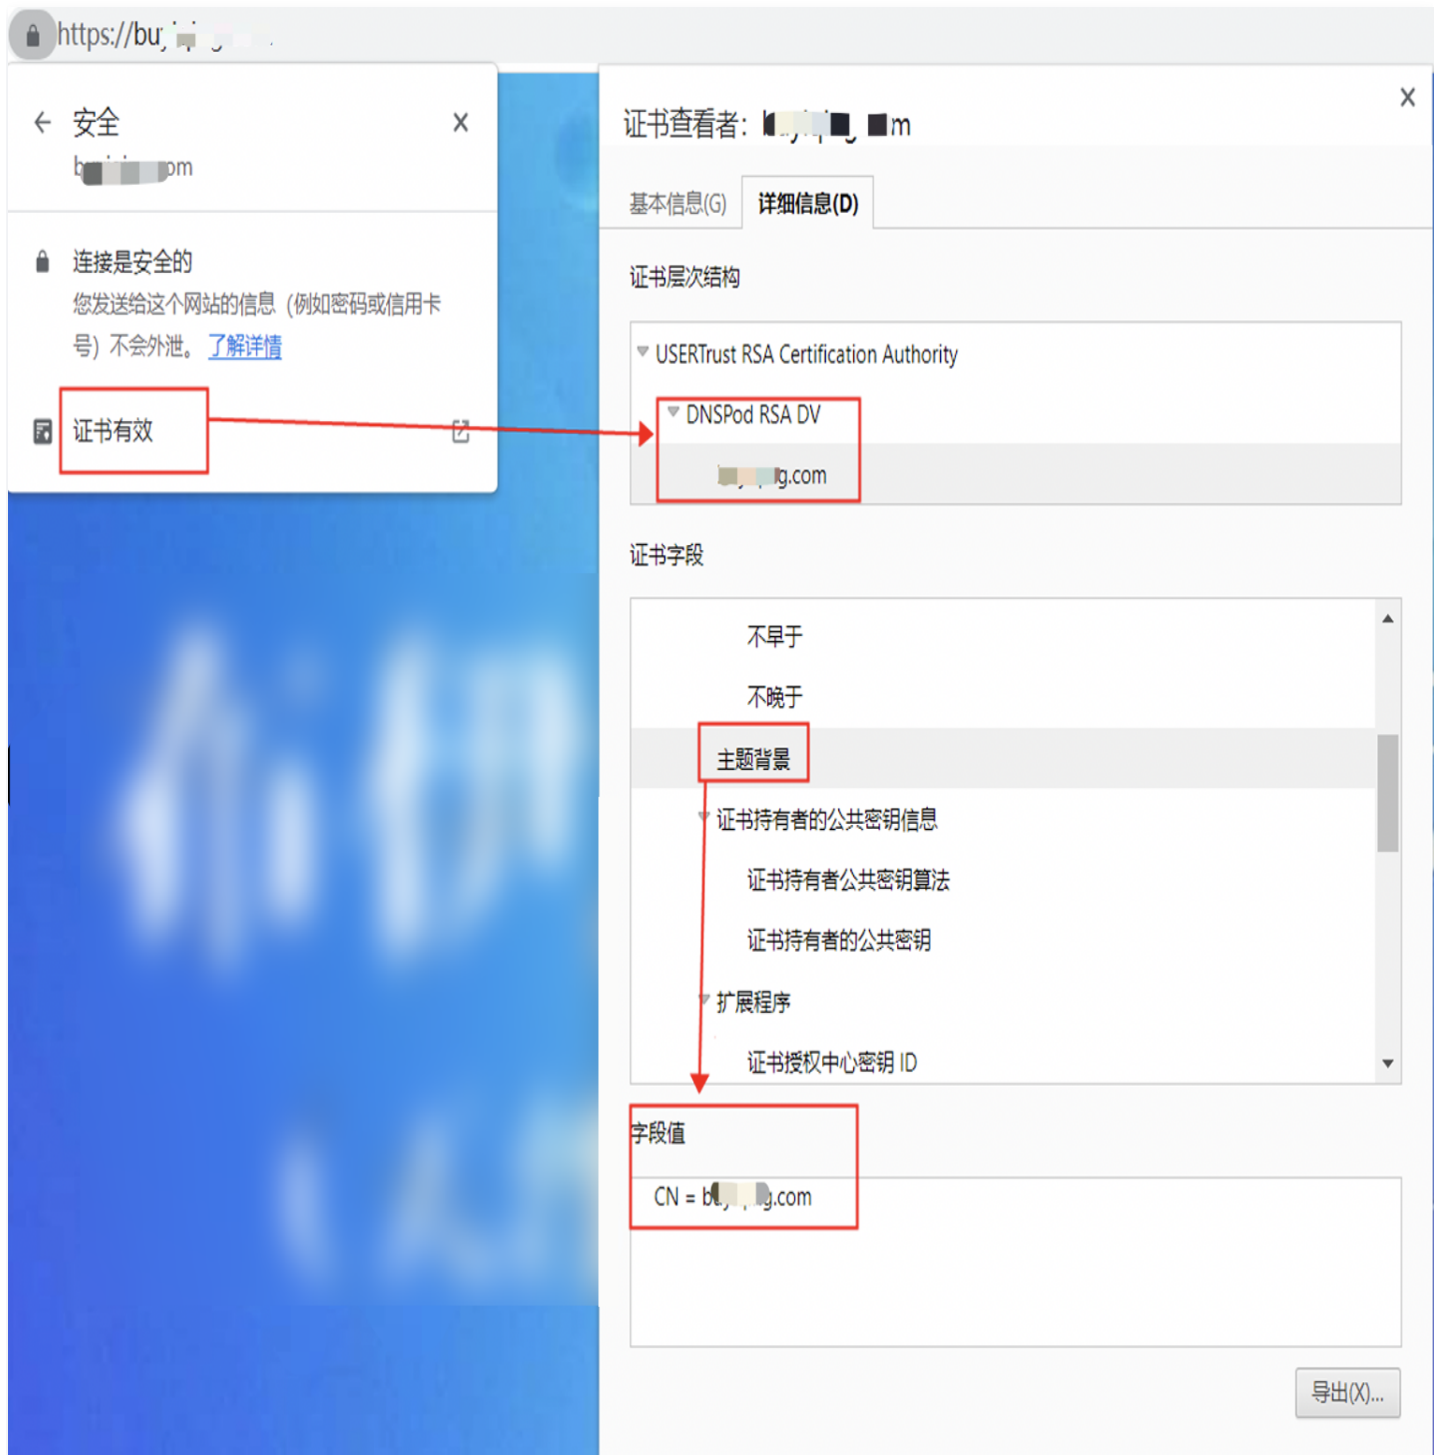 https://bu
安全
om
连接是安全的
您发送给这个网站的信息（例如密码或信用卡
号）不会外泄。 了解详情
证书有效
证书查看者： m
基本信息(G) 详细信息(D)
证书层次结构
USERTrust RSA Certification Authority
DNSPod RSA DV
g.com
证书字段
不早于
不晚于
主题背景
证书持有者的公共密钥信息
证书持有者公共密钥算法
证书持有者的公共密钥
扩展程序
证书授权中心密钥 ID
字段值
CN = b g.com
导出(X)...